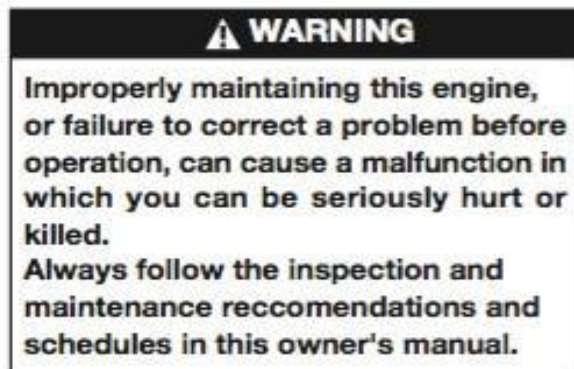 WARNING
Improperly maintaining this engine,
or failure to correct a problem before
operation, can cause a malfunction in
which you can be seriously hurt or
killed.
Always follow the inspection and
maintenance reccomendations and
schedules in this owner's manual.